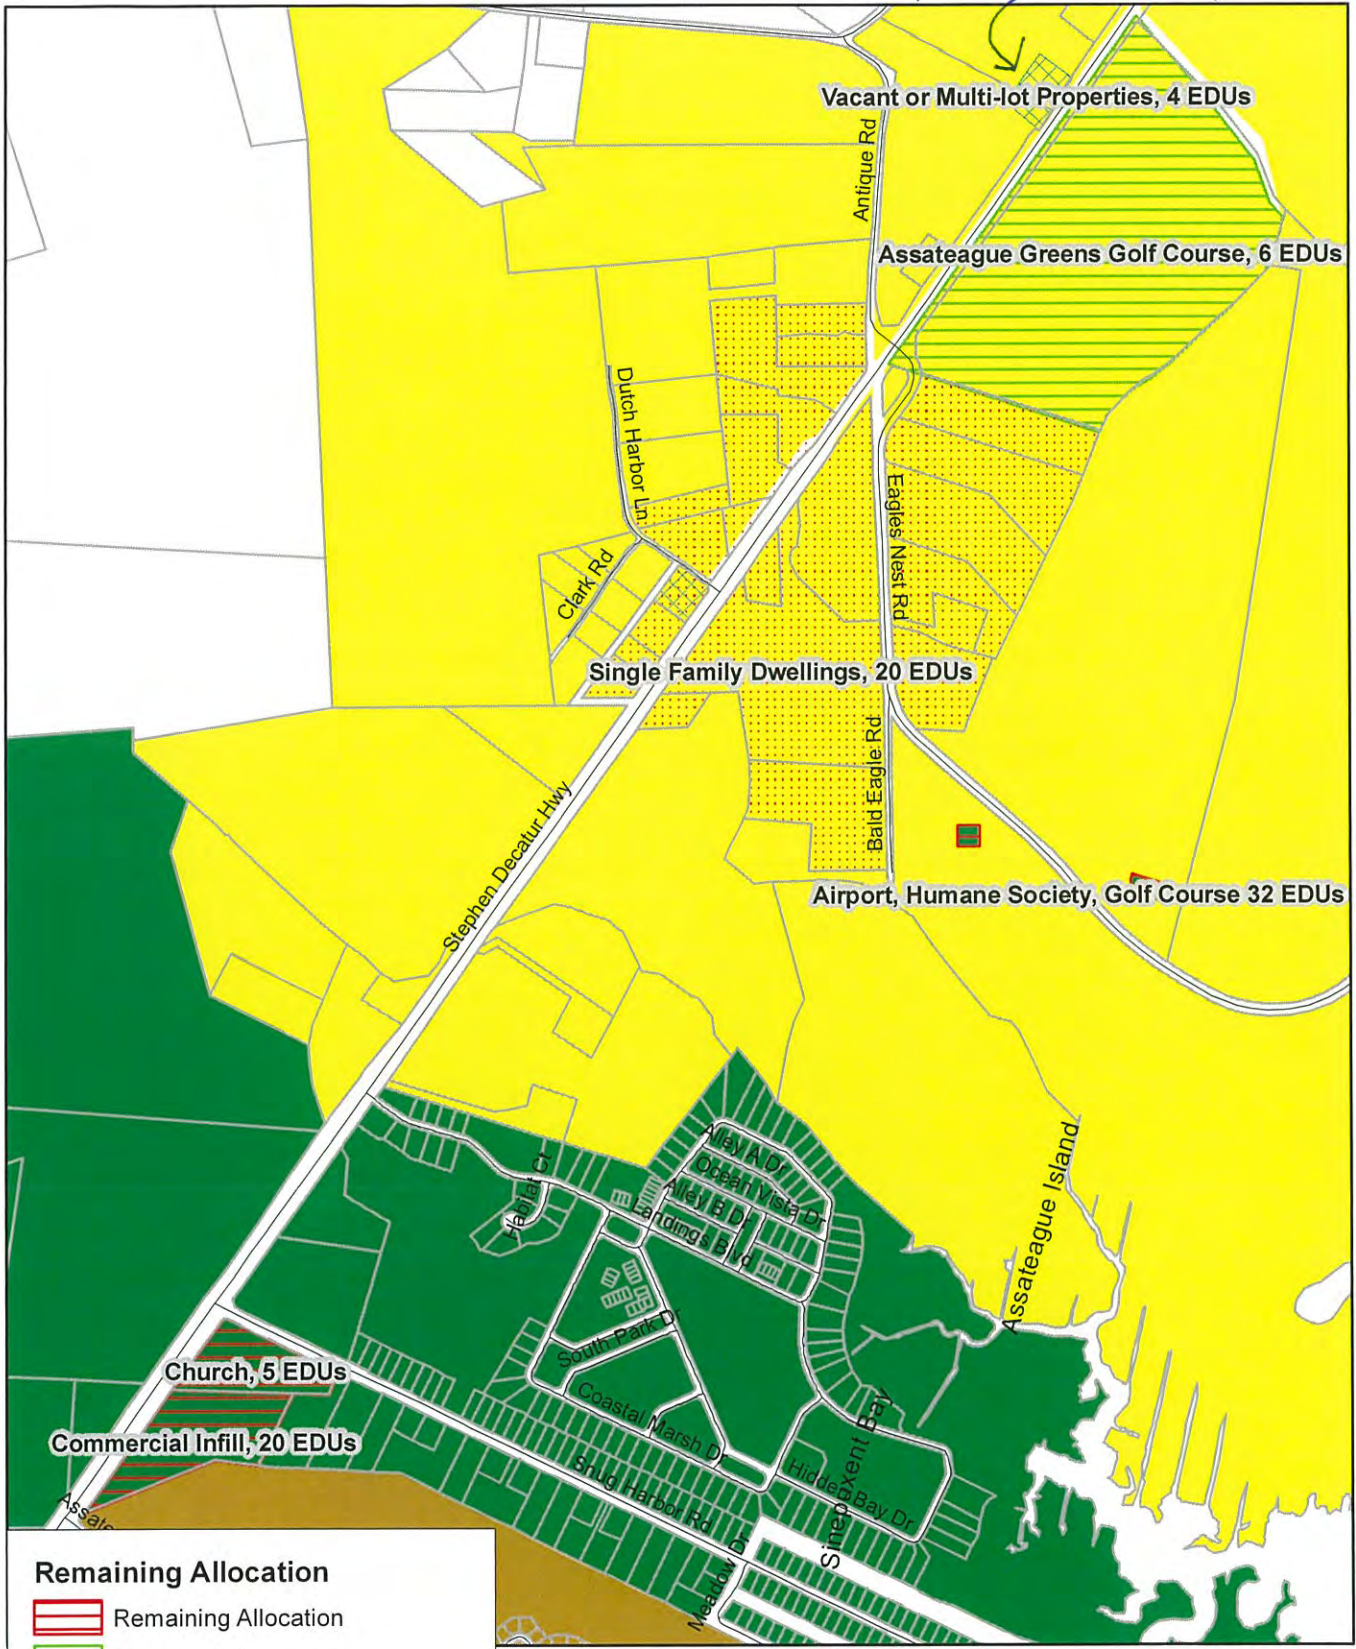 Vacant or Multi-lot Properties, 4 EDUs
Antique Rd
Assateague Greens Golf Course, 6 EDUs
Dutch Harbor Ln
Eagles Nest Rd
Clark Rd
Single Family Dwellings, 20 EDUs
Bald Eagle Rd
Stephen Decatur Hwy
Airport, Humane Society, Golf Course 32 EDUs
Alley A Dr
Ocean Vista Dr
Alley B Dr
Habitat Ct
Landings Blvd
Assateague Island
South Park Dr
Church, 5 EDUs
Coastal Marsh Dr
Sinepuxent Bay
Commercial Infill, 20 EDUs
Snug Harbor Rd
Hidden Bay Dr
Assate
Meadow Dr
Remaining Allocation
Remaining Allocation